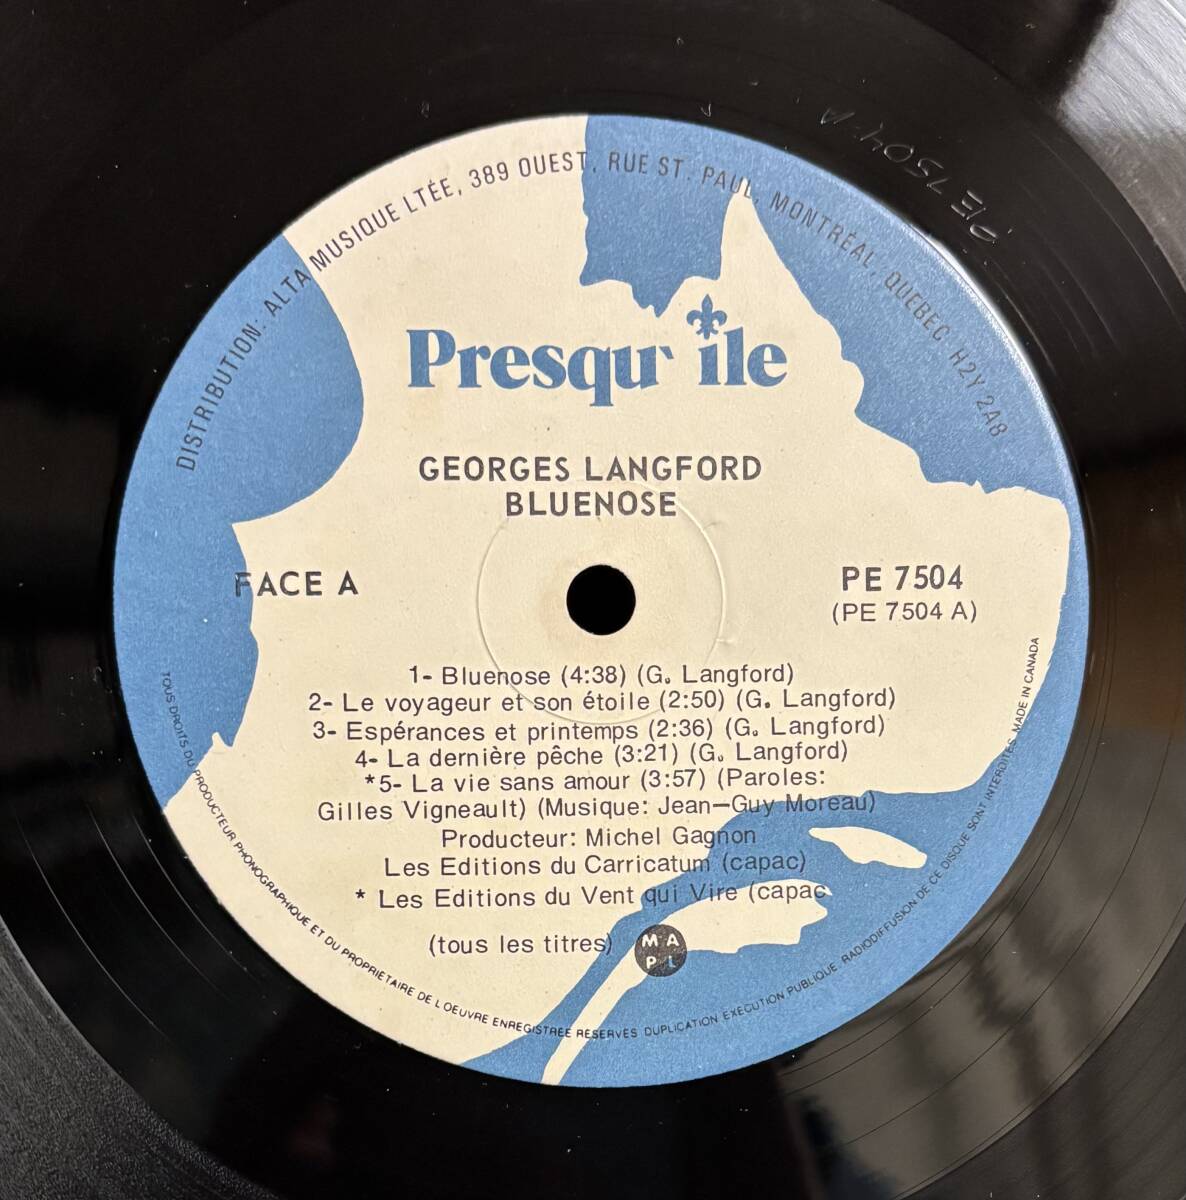 DISTRIBUTION: ALTA MUSIQUE LTÉE, 389 OUEST, RUE ST. PAUL, MONTRÉAL, QUEBEC H2Y 2A8
PE 7504 A
Presqu'île
GEORGES LANGFORD
BLUENOSE
FACE A
PE 7504
(PE 7504 A)
1- Bluenose (4:38) (G. Langford)
2- Le voyageur et son étoile (2:50) (G. Langford)
3- Espérances et printemps (2:36) (G. Langford)
4- La dernière pêche (3:21) (G. Langford)
*5- La vie sans amour (3:57) (Paroles:
Gilles Vigneault) (Musique: Jean-Guy Moreau)
Producteur: Michel Gagnon
Les Editions du Carricatum (capac)
* Les Editions du Vent qui Vire (capac
(tous les titres)
M A
P L
TOUS DROITS DU PRODUCTEUR PHONOGRAPHIQUE ET DU PROPRIETAIRE DE L'OEUVRE ENREGISTREE RESERVES DUPLICATION EXECUTION PUBLIQUE, RADIODIFFUSION DE CE DISQUE SONT INTERDITES. MADE IN CANADA